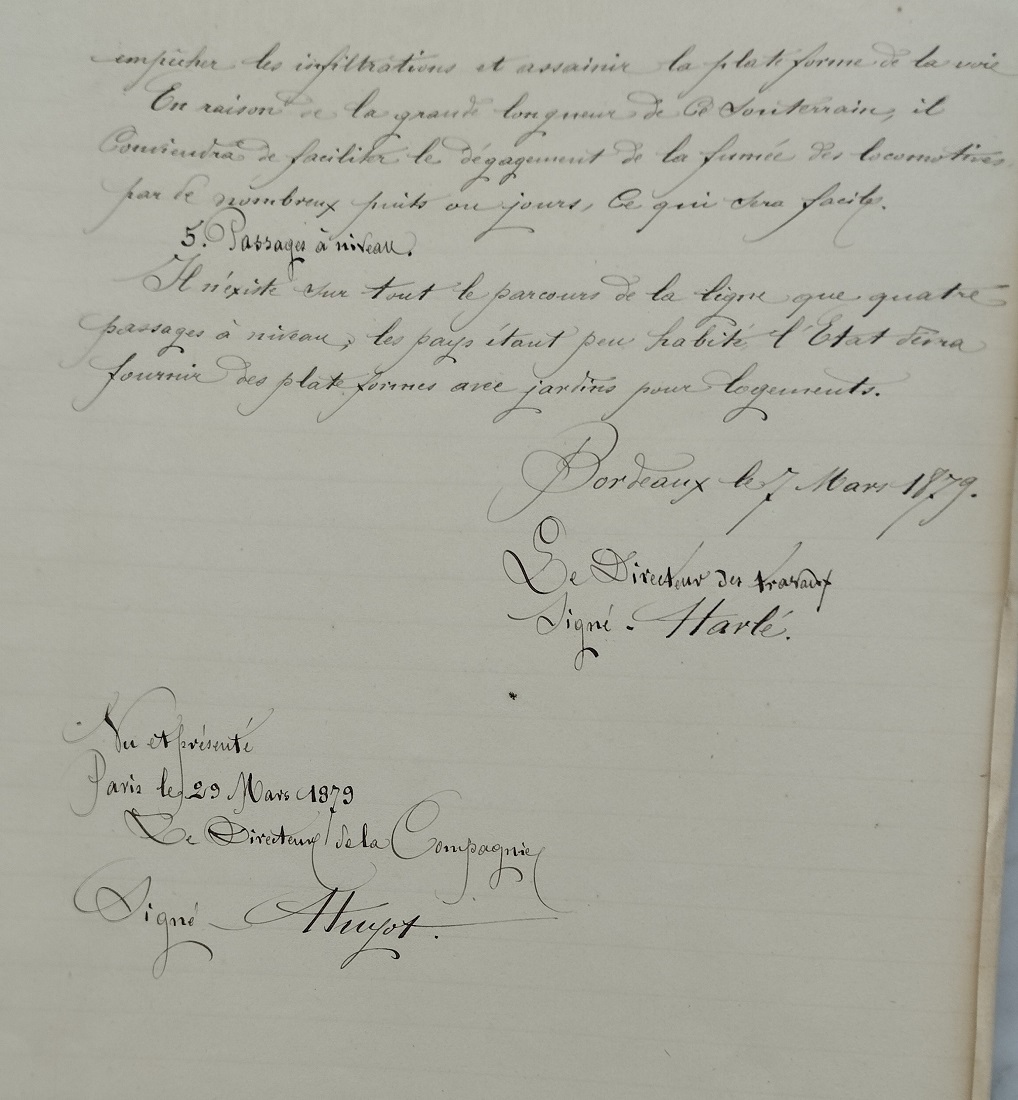 empêcher les infiltrations et assainir la plate forme de la voie
En raison de la grande longueur de ce souterrain, il
Conviendra de faciliter le dégagement de la fumée des locomotives
par de nombreux puits ou jours, ce qui sera facile.
5. Passages à niveau.
Il n'existe sur tout le parcours de la ligne que quatre
passages à niveau; les pays étant peu habité l'Etat devra
fournir des plate formes avec jardins pour logements.
Bordeaux le 7 Mars 1879.
Le Directeur des travaux
Signé - Harlé.
Vu et présenté
Paris le 29 Mars 1879
Le Directeur de la Compagnie
Signé - Huyot.